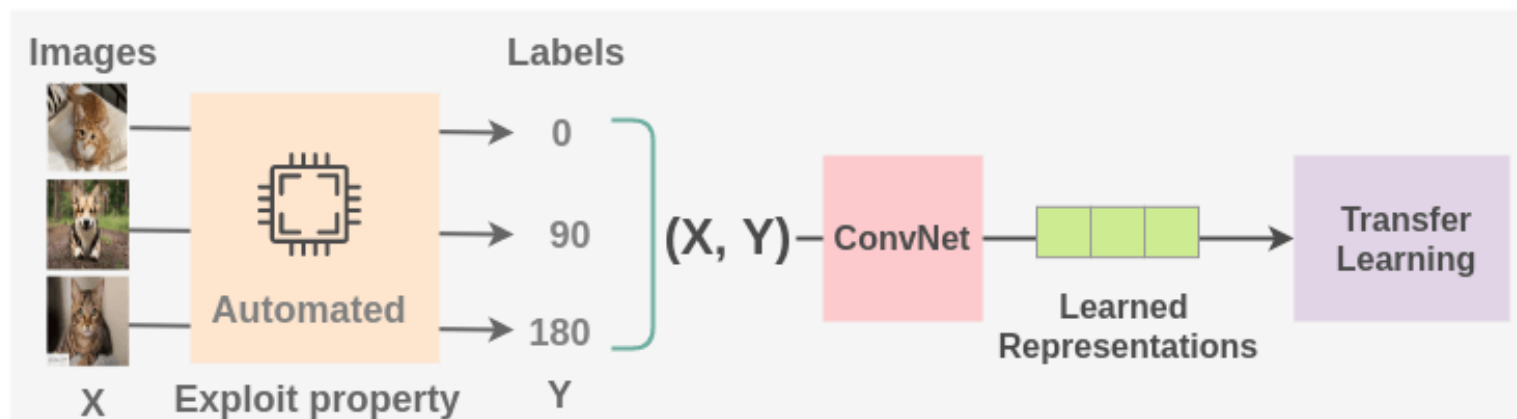 Images
Labels
0
90
180
Automated
X
Exploit property
Y
(X, Y)
ConvNet
Learned
Representations
Transfer
Learning